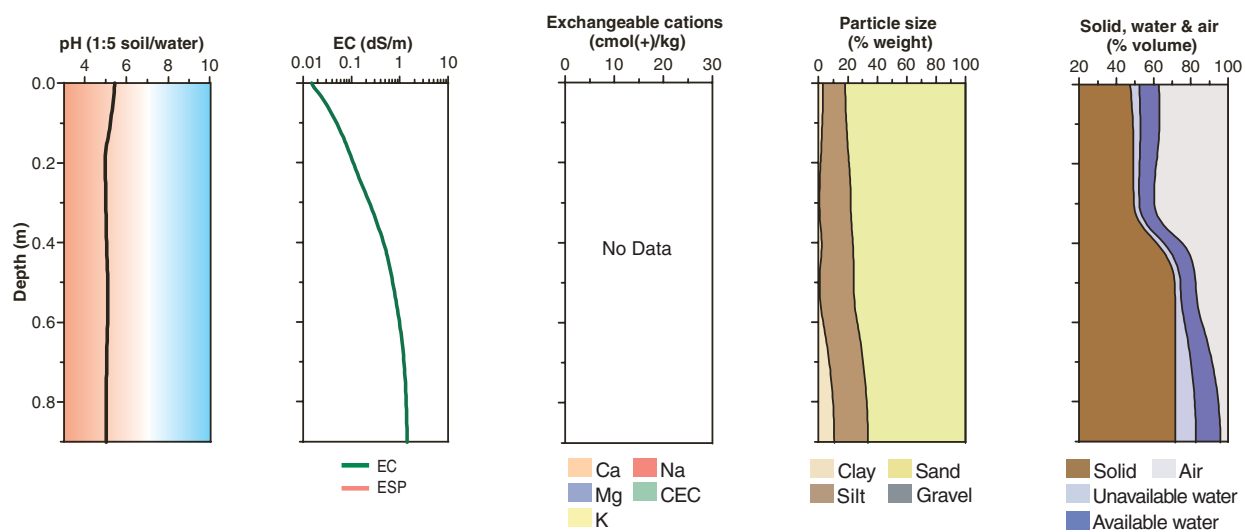 pH (1:5 soil/water)
4 6 8 10
Depth (m)
0.0
0.2
0.4
0.6
0.8
EC (dS/m)
0.01 0.1 1 10
EC
ESP
Exchangeable cations
(cmol(+)/kg)
0 10 20 30
No Data
Ca Na
Mg CEC
K
Particle size
(% weight)
0 20 40 60 80 100
Clay Sand
Silt Gravel
Solid, water & air
(% volume)
20 40 60 80 100
Solid Air
Unavailable water
Available water